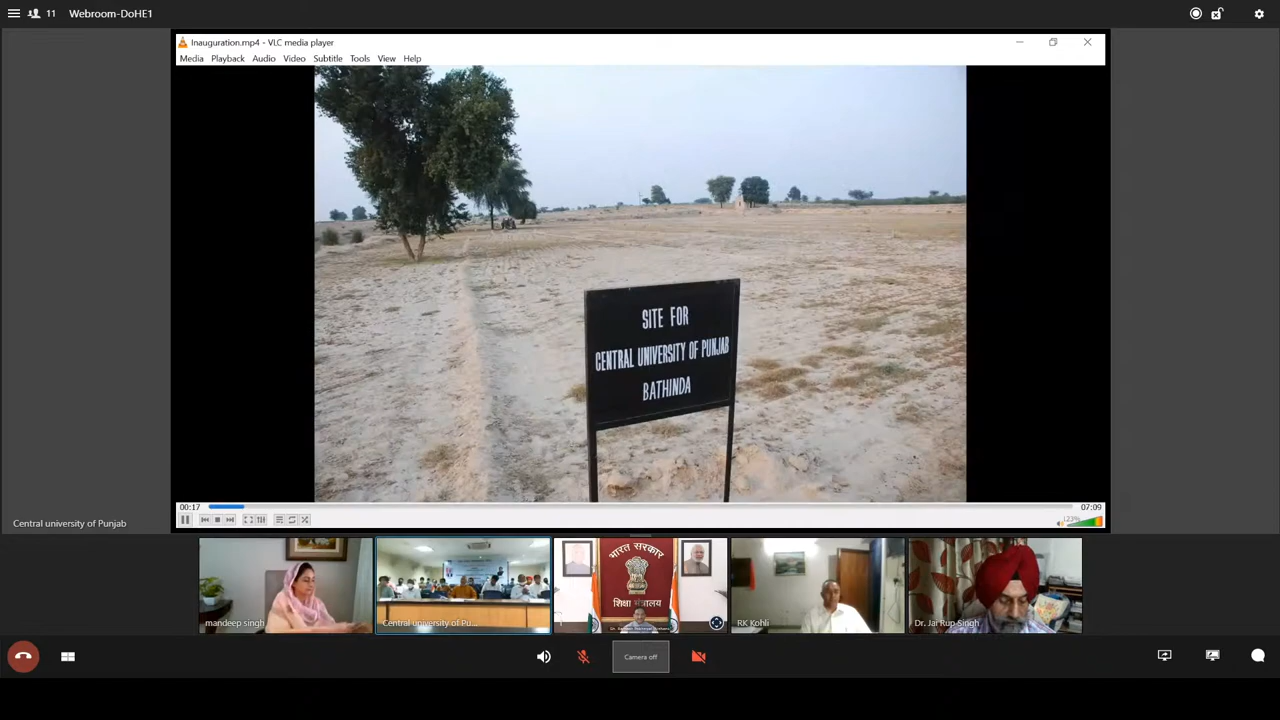 11
Webroom-DoHE1
Inauguration.mp4 - VLC media player
Media Playback Audio Video Subtitle Tools View Help
SITE FOR
CENTRAL UNIVERSITY OF PUNJAB
BATHINDA
00:17
07:09
Central university of Punjab
mandeep singh
Central university of Pu...
भारत सरकार
शिक्षा मंत्रालय
RK Kohli
Dr. Jai Rup Singh
Camera off